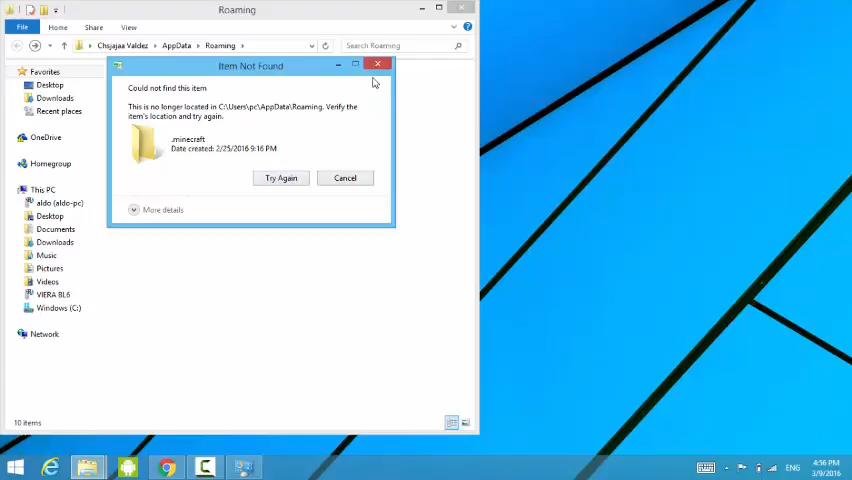 Roaming
File
Home
Share
View
Chsjajaa Valdez
AppData
Roaming
Search Roaming
Favorites
Desktop
Downloads
Recent places
OneDrive
Homegroup
This PC
aldo (aldo-pc)
Desktop
Documents
Downloads
Music
Pictures
Videos
VIERA BL6
Windows (C:)
Network
10 items
Item Not Found
Could not find this item
This is no longer located in C:\Users\pc\AppData\Roaming. Verify the
item's location and try again.
.minecraft
Date created: 2/25/2016 9:16 PM
Try Again
Cancel
More details
ENG
4:56 PM
3/9/2016